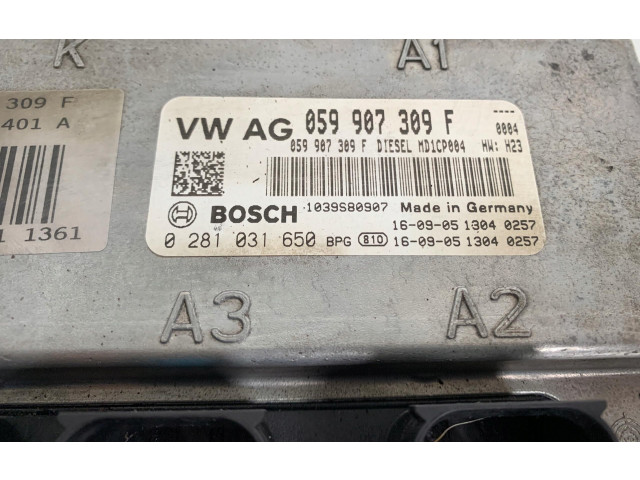 K
A1
309 F
401 A
1 1361
VW AG 059 907 309 F 0004
059 907 309 F DIESEL MD1CP004 HW: H23
BOSCH 1039S80907 Made in Germany
16-09-05 1304 0257
0 281 031 650 BPG 810 16-09-05 1304 0257
A3
A2